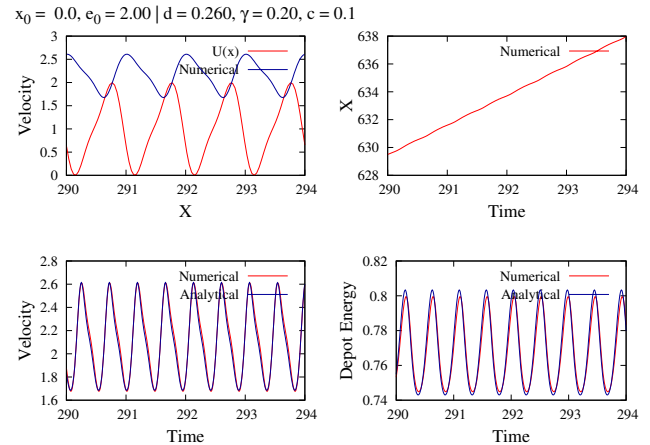 x0 = 0.0, e0 = 2.00 | d = 0.260, γ = 0.20, c = 0.1
3
2.5
2
1.5
1
0.5
0
290 291 292 293 294
Velocity
X
U(x)
Numerical
638
636
634
632
630
628
290 291 292 293 294
X
Time
Numerical
2.8
2.6
2.4
2.2
2
1.8
1.6
290 291 292 293 294
Velocity
Time
Numerical
Analytical
0.82
0.8
0.78
0.76
0.74
290 291 292 293 294
Depot Energy
Time
Numerical
Analytical